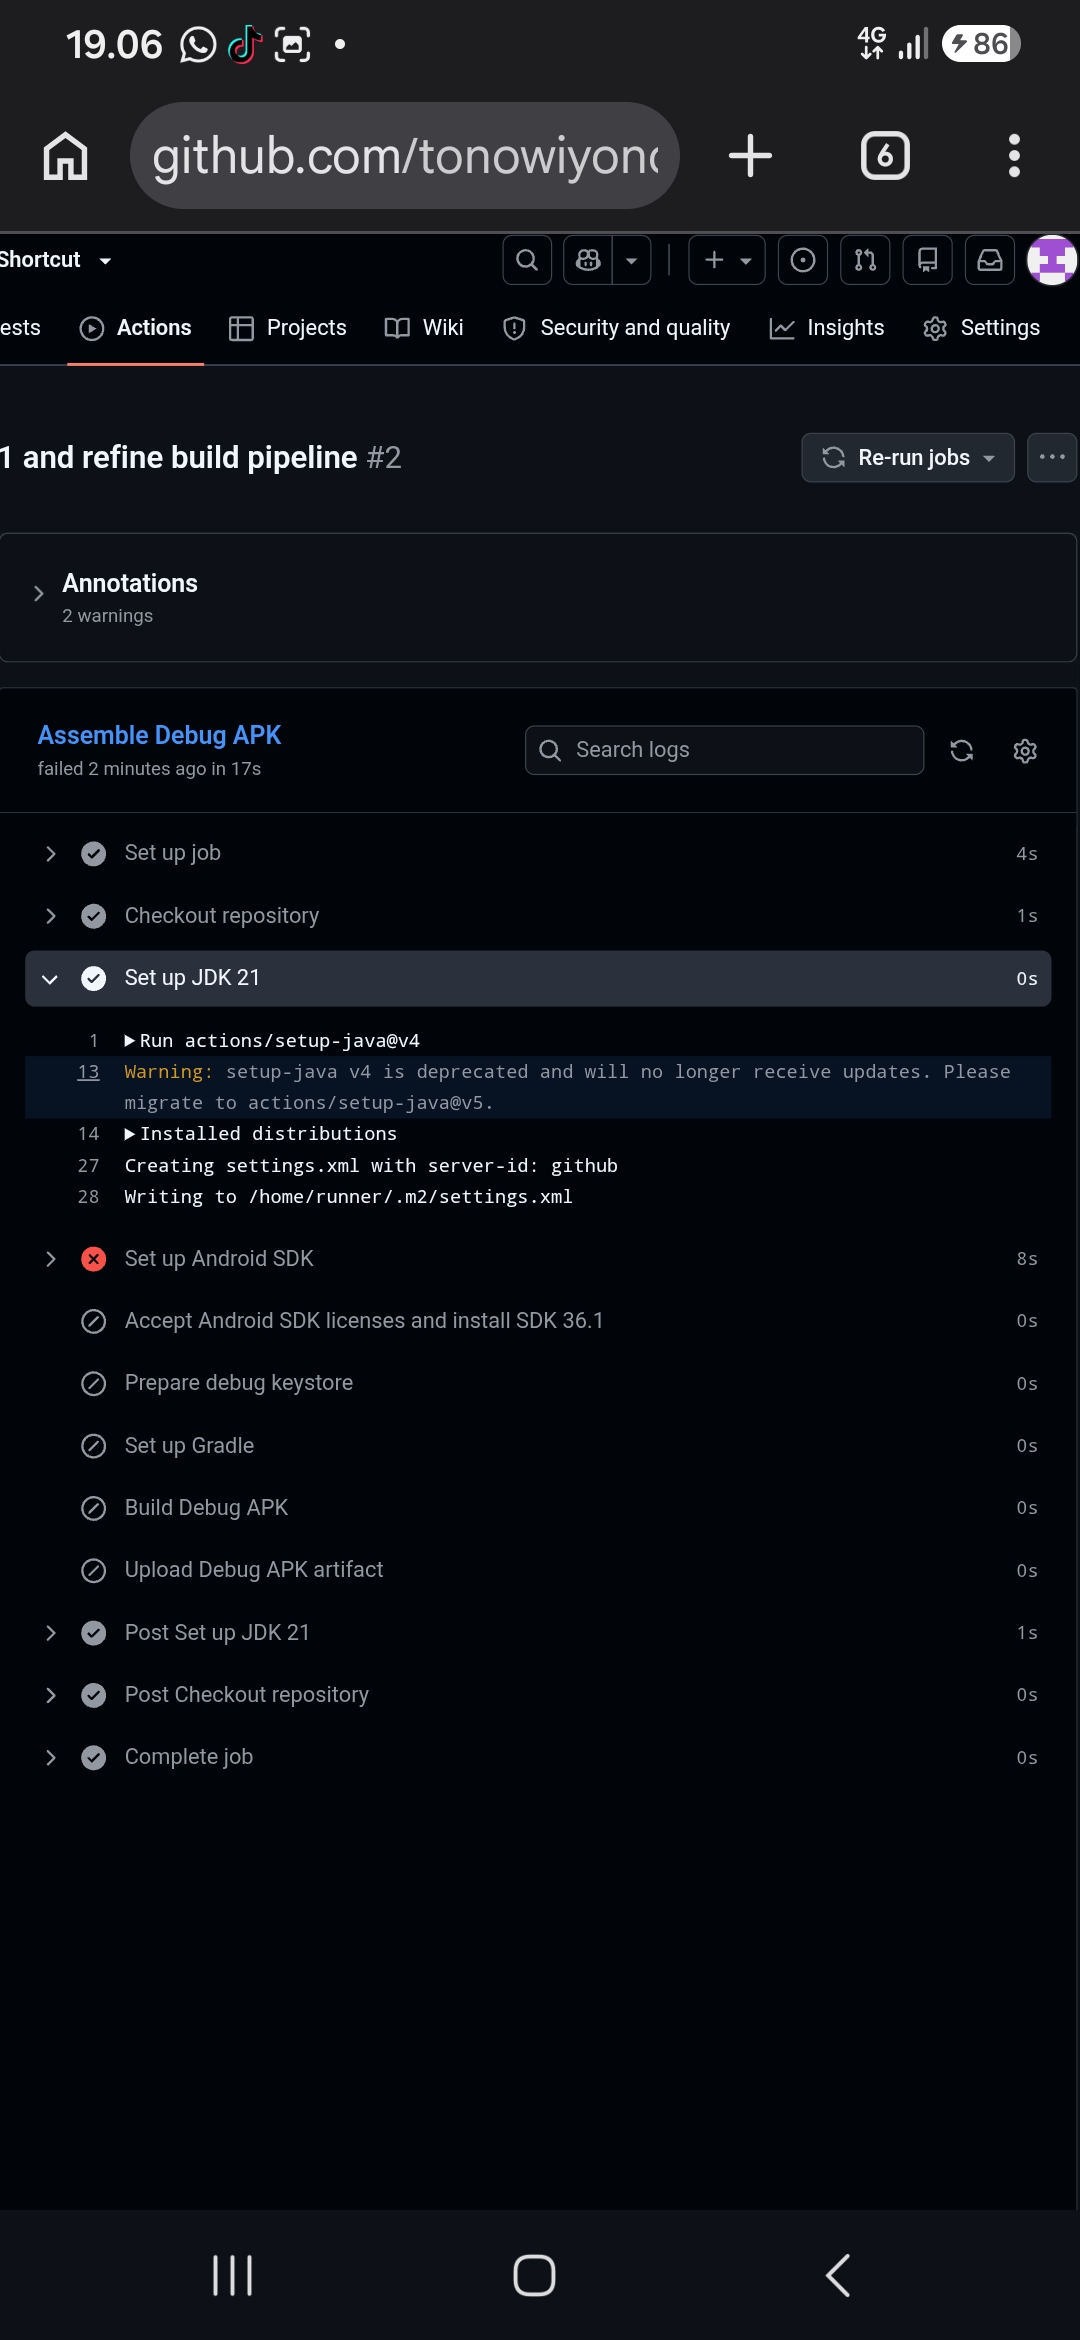 19.06
4G
86
github.com/tonowiyono
6
Shortcut
ests
Actions
Projects
Wiki
Security and quality
Insights
Settings
1 and refine build pipeline #2
Re-run jobs
Annotations
2 warnings
Assemble Debug APK
failed 2 minutes ago in 17s
Search logs
Set up job 4s
Checkout repository 1s
Set up JDK 21 0s
1 Run actions/setup-java@v4
13 Warning: setup-java v4 is deprecated and will no longer receive updates. Please
migrate to actions/setup-java@v5.
14 Installed distributions
27 Creating settings.xml with server-id: github
28 Writing to /home/runner/.m2/settings.xml
Set up Android SDK 8s
Accept Android SDK licenses and install SDK 36.1 0s
Prepare debug keystore 0s
Set up Gradle 0s
Build Debug APK 0s
Upload Debug APK artifact 0s
Post Set up JDK 21 1s
Post Checkout repository 0s
Complete job 0s